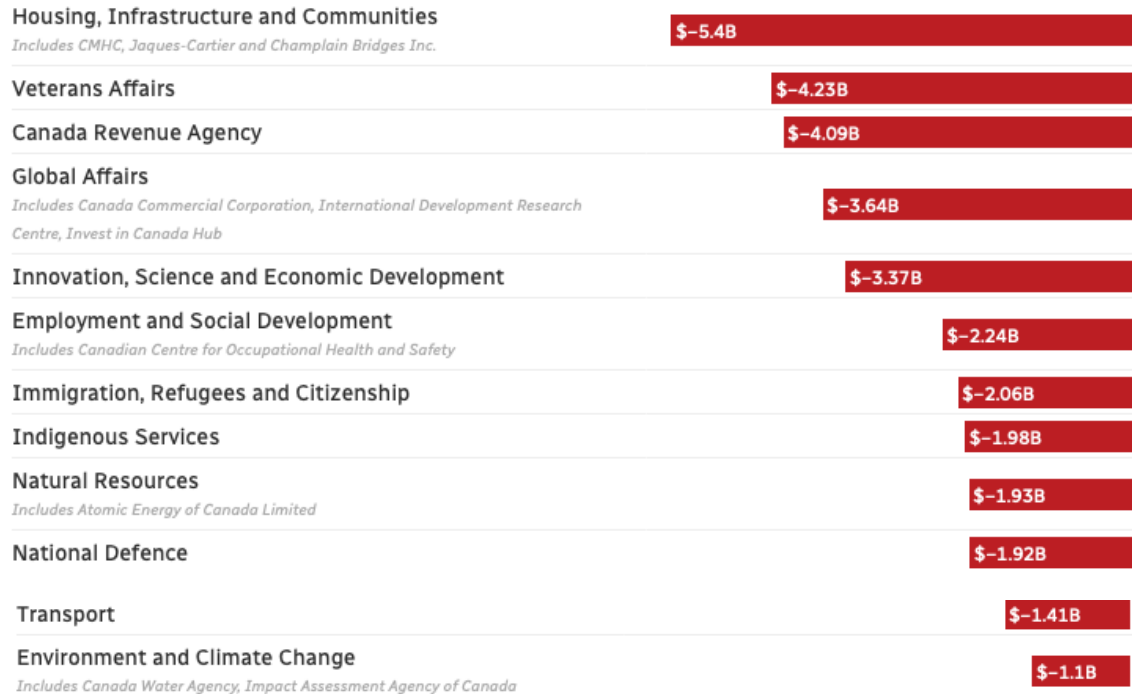 Housing, Infrastructure and Communities
Includes CMHC, Jaques-Cartier and Champlain Bridges Inc.
$–5.4B
Veterans Affairs
$–4.23B
Canada Revenue Agency
$–4.09B
Global Affairs
Includes Canada Commercial Corporation, International Development Research
Centre, Invest in Canada Hub
$–3.64B
Innovation, Science and Economic Development
$–3.37B
Employment and Social Development
Includes Canadian Centre for Occupational Health and Safety
$–2.24B
Immigration, Refugees and Citizenship
$–2.06B
Indigenous Services
$–1.98B
Natural Resources
Includes Atomic Energy of Canada Limited
$–1.93B
National Defence
$–1.92B
Transport
$–1.41B
Environment and Climate Change
Includes Canada Water Agency, Impact Assessment Agency of Canada
$–1.1B